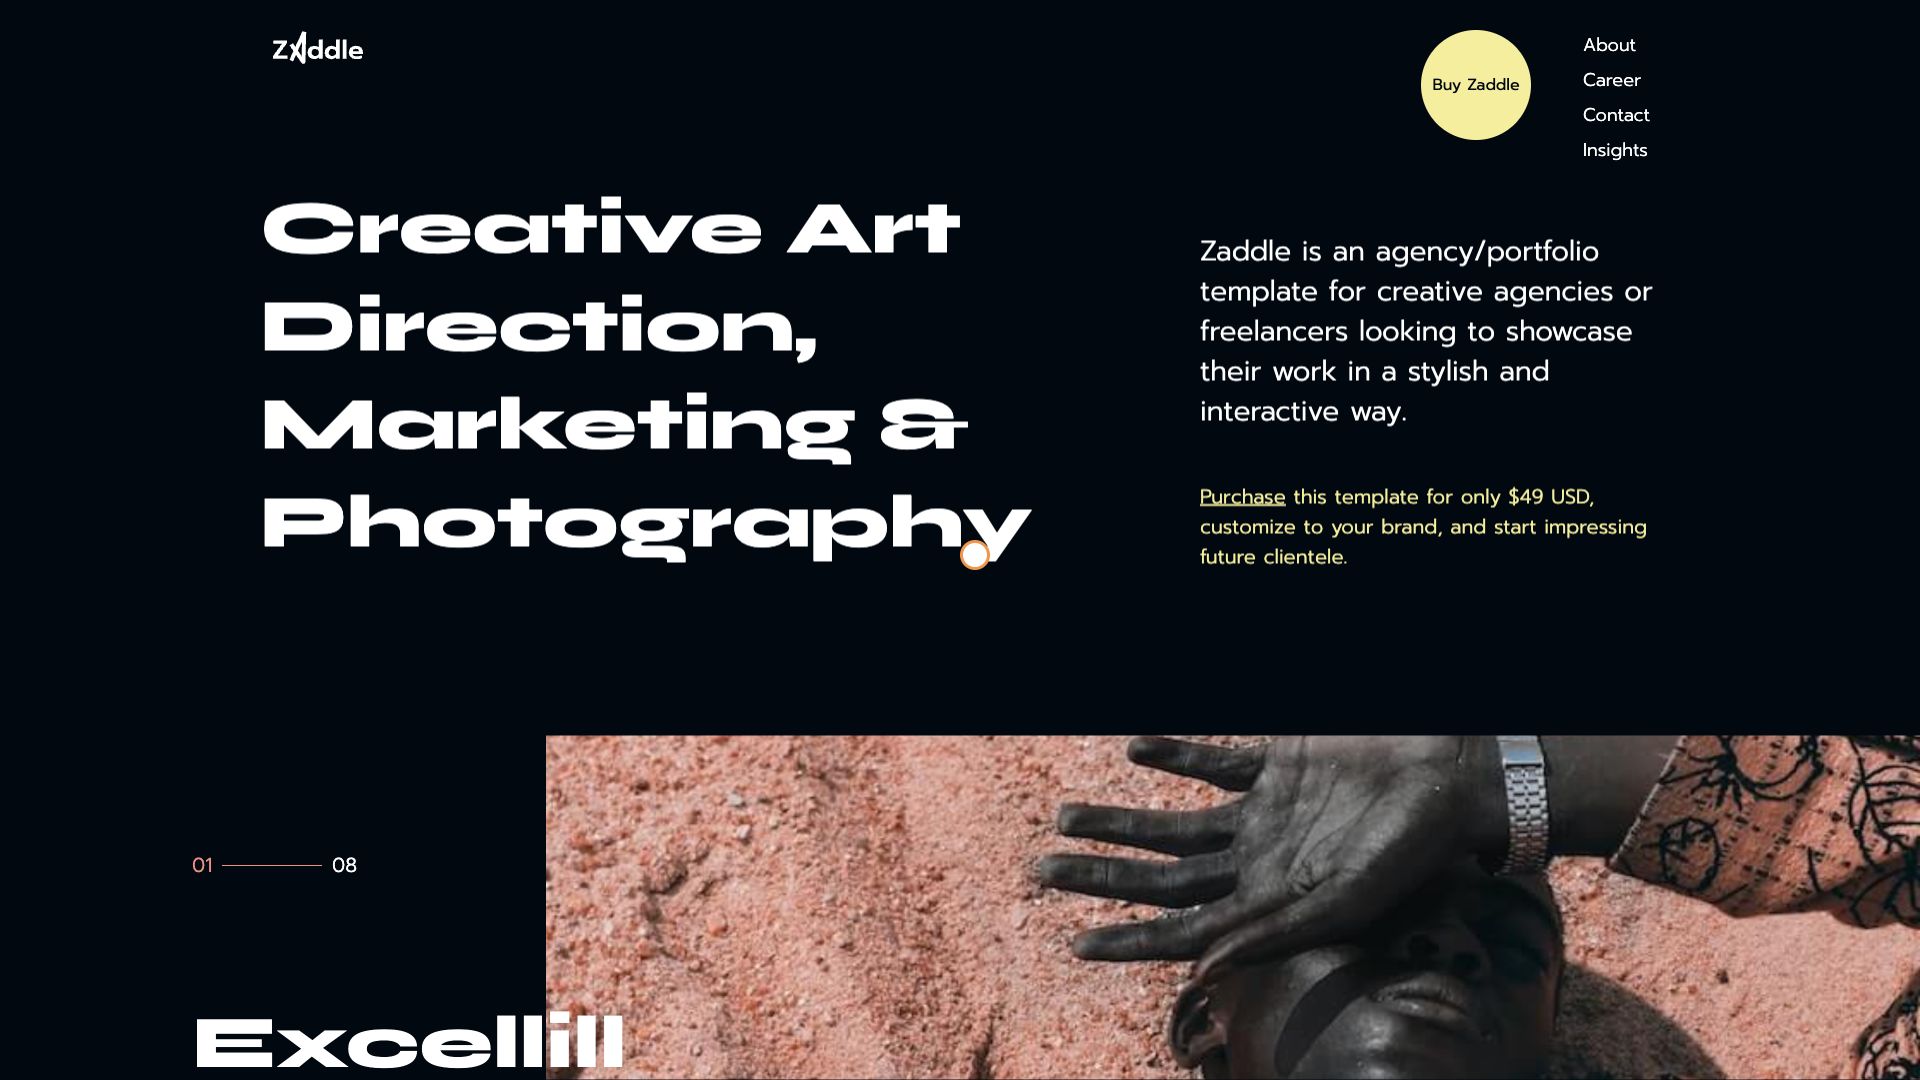 Zaddle
Buy Zaddle
About
Career
Contact
Insights
Creative Art
Direction,
Marketing &
Photography
Zaddle is an agency/portfolio
template for creative agencies or
freelancers looking to showcase
their work in a stylish and
interactive way.
Purchase this template for only $49 USD,
customize to your brand, and start impressing
future clientele.
01
08
Excellill